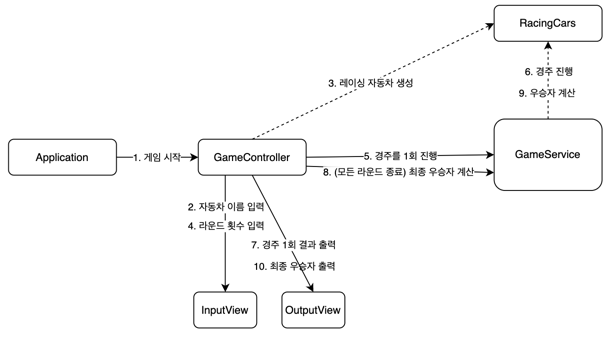 RacingCars
3. 레이싱 자동차 생성
6. 경주 진행
9. 우승자 계산
Application
1. 게임 시작
GameController
5. 경주를 1회 진행
8. (모든 라운드 종료) 최종 우승자 계산
GameService
2. 자동차 이름 입력
4. 라운드 횟수 입력
7. 경주 1회 결과 출력
10. 최종 우승자 출력
InputView
OutputView